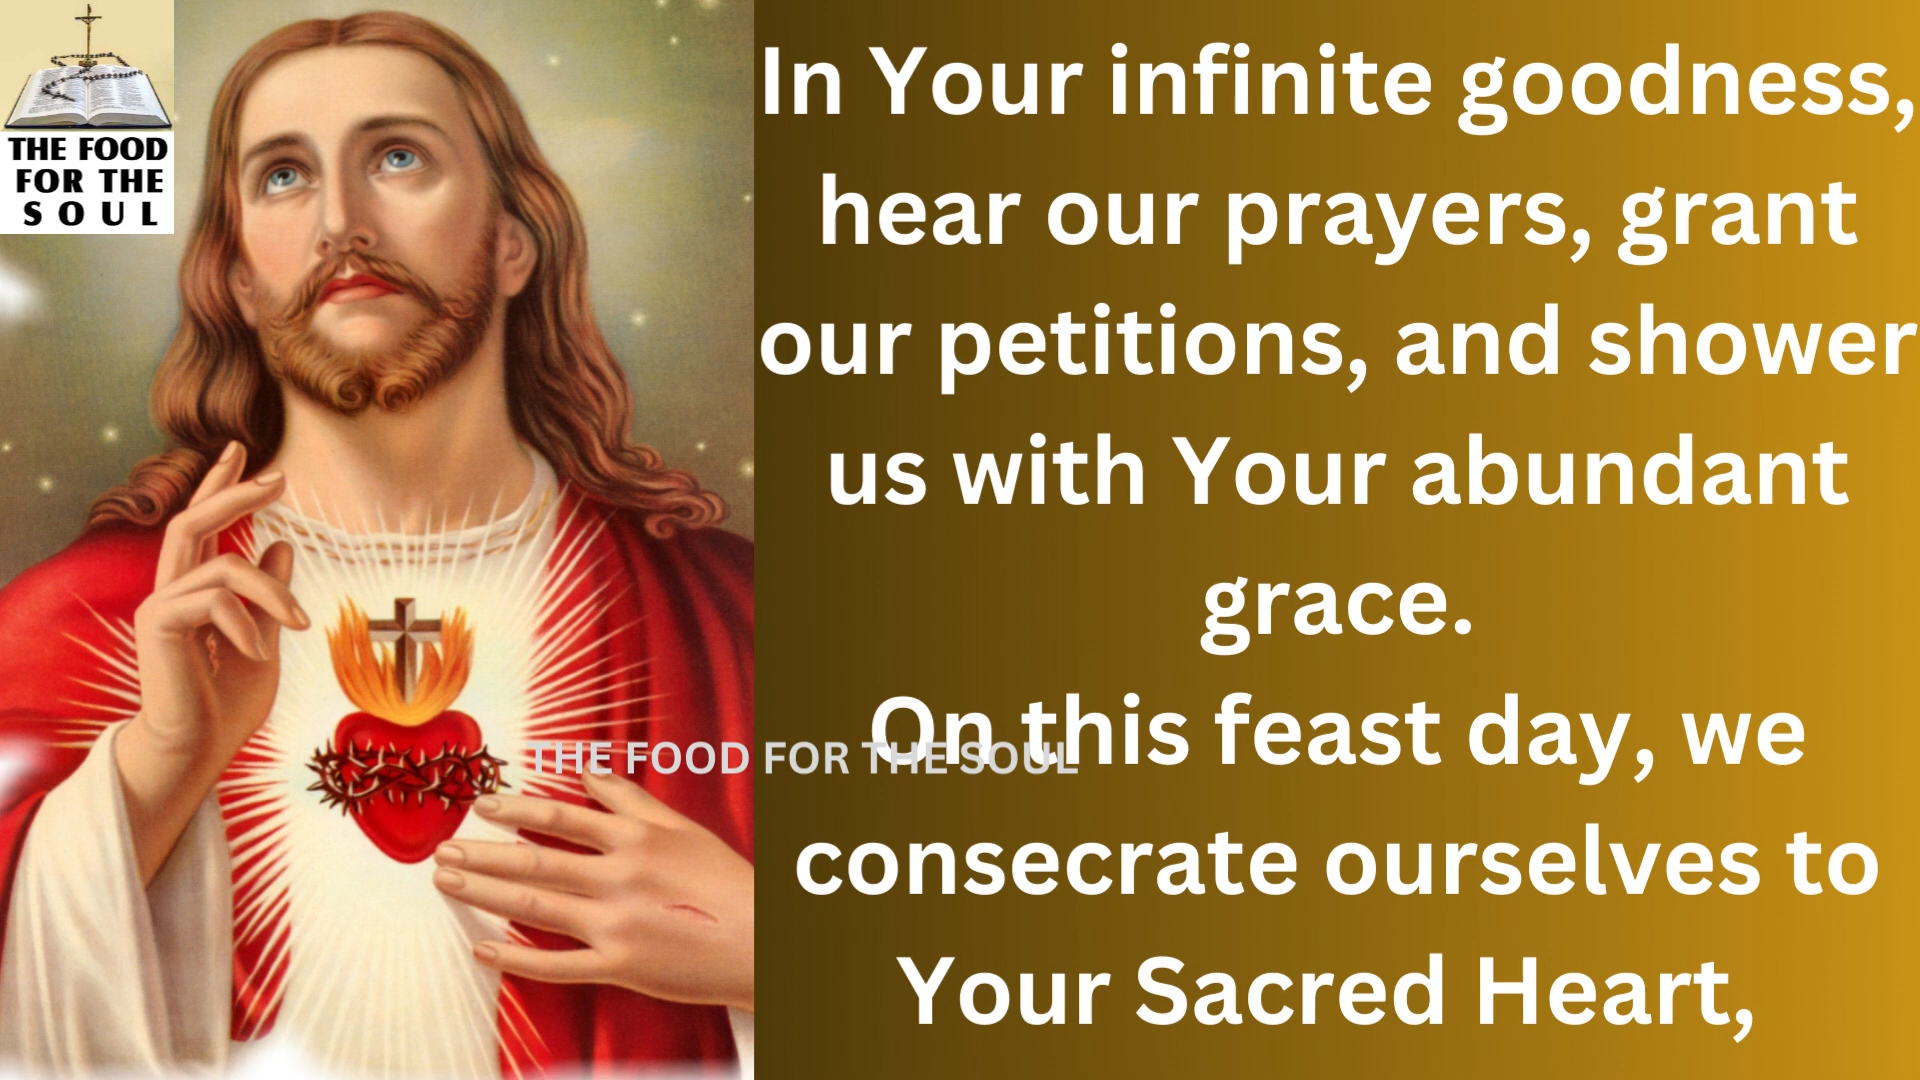 THE FOOD
FOR THE
SOUL
In Your infinite goodness,
hear our prayers, grant
our petitions, and shower
us with Your abundant
grace.
On this feast day, we
THE FOOD FOR THE SOUL
consecrate ourselves to
Your Sacred Heart,